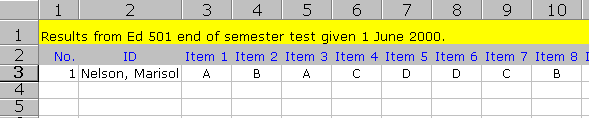 1 2 3 4 5 6 7 8 9 10
1 Results from Ed 501 end of semester test given 1 June 2000.
2 No. ID Item 1 Item 2 Item 3 Item 4 Item 5 Item 6 Item 7 Item 8
3 1 Nelson, Marisol A B A C D D C B
4
5